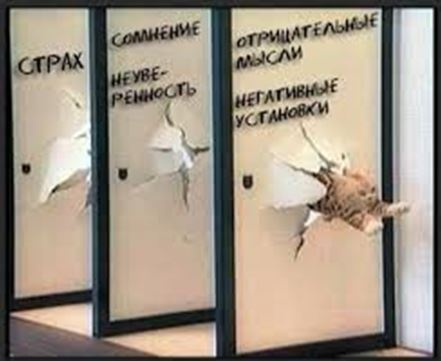 СТРАХ
СОМНЕНИЕ
НЕУВЕ-
РЕННОСТЬ
ОТРИЦАТЕЛЬНЫЕ
МЫСЛИ
НЕГАТИВНЫЕ
УСТАНОВКИ